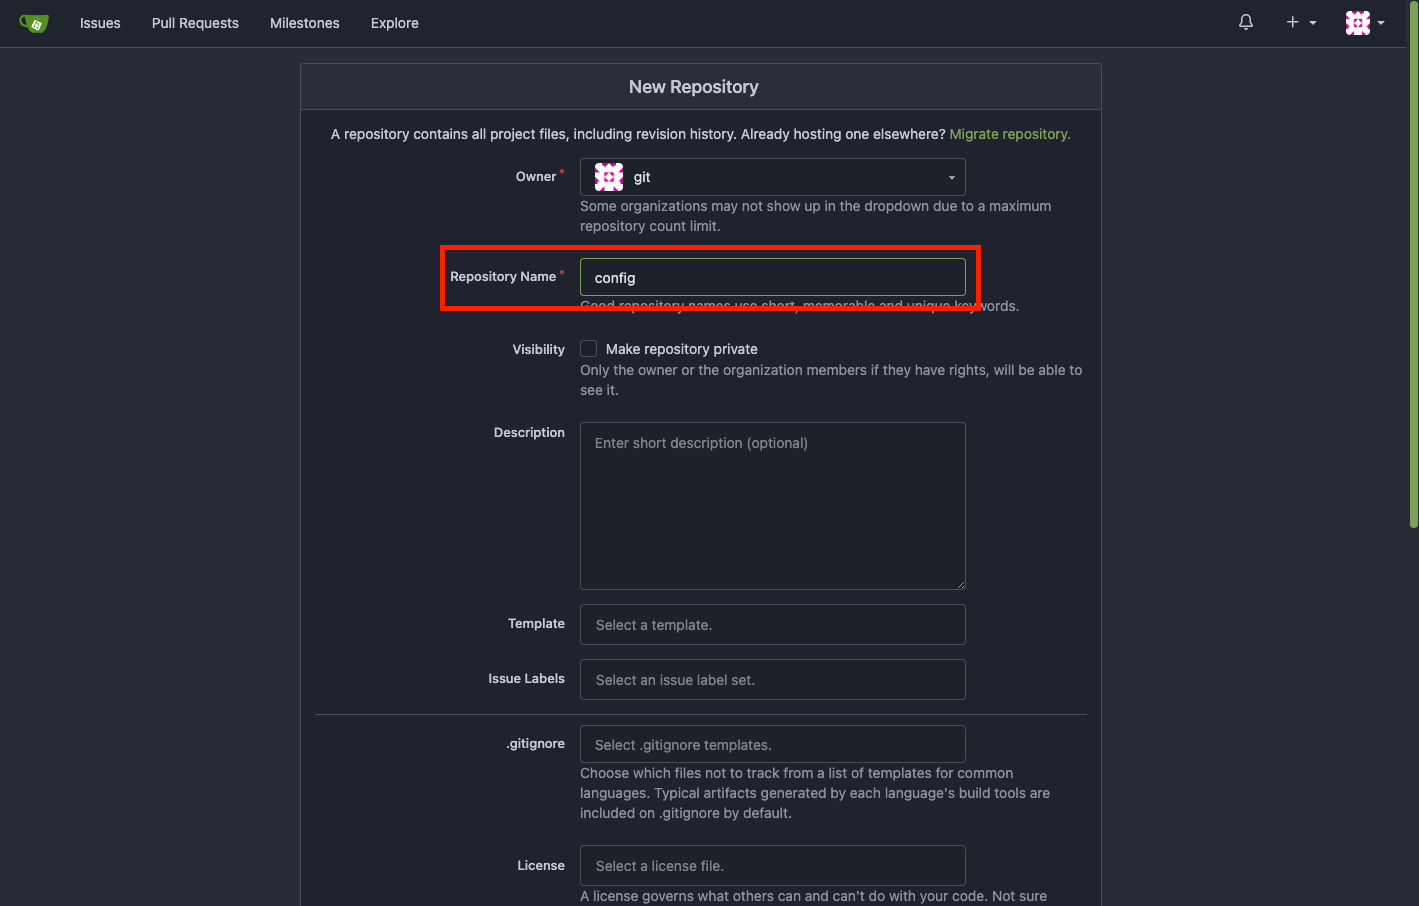 Issues Pull Requests Milestones Explore
New Repository
A repository contains all project files, including revision history. Already hosting one elsewhere? Migrate repository.
Owner *
git
Some organizations may not show up in the dropdown due to a maximum
repository count limit.
Repository Name *
config
Good repository names use short, memorable and unique keywords.
Visibility
Make repository private
Only the owner or the organization members if they have rights, will be able to
see it.
Description
Enter short description (optional)
Template
Select a template.
Issue Labels
Select an issue label set.
.gitignore
Select .gitignore templates.
Choose which files not to track from a list of templates for common
languages. Typical artifacts generated by each language's build tools are
included on .gitignore by default.
License
Select a license file.
A license governs what others can and can't do with your code. Not sure